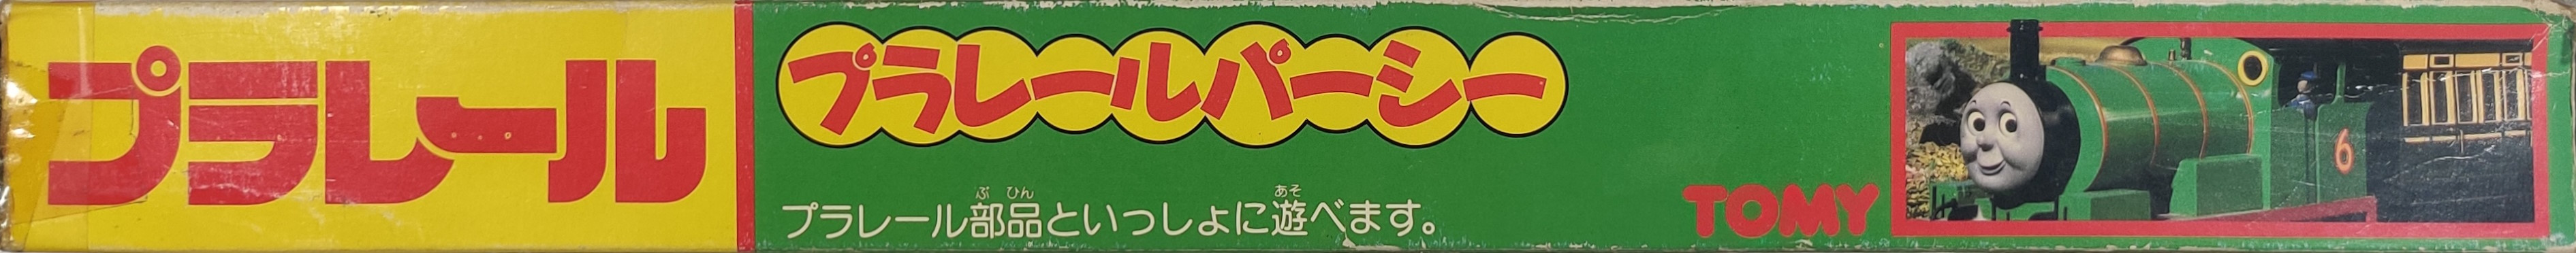 プラレール
プラレールパーシー
プラレール部品といっしょに遊べます。
ぶ ひん あそ
TOMY
6